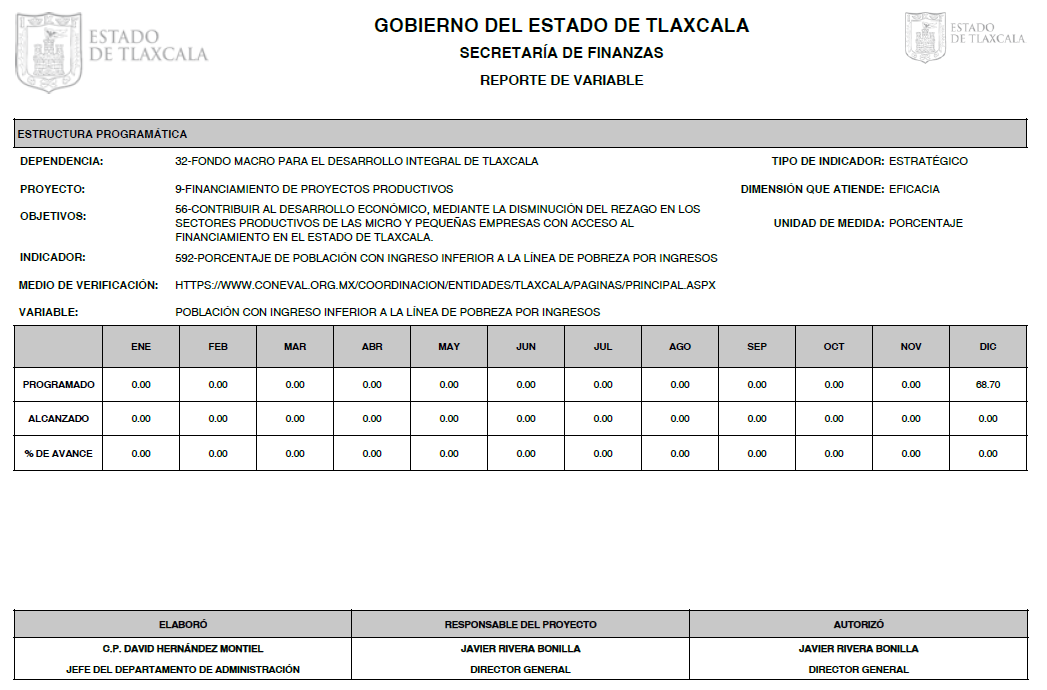 ESTADO
DE TLAXCALA
GOBIERNO DEL ESTADO DE TLAXCALA
SECRETARÍA DE FINANZAS
REPORTE DE VARIABLE
ESTADO
DE TLAXCALA
ESTRUCTURA PROGRAMÁTICA
DEPENDENCIA: 32-FONDO MACRO PARA EL DESARROLLO INTEGRAL DE TLAXCALA TIPO DE INDICADOR: ESTRATÉGICO
PROYECTO: 9-FINANCIAMIENTO DE PROYECTOS PRODUCTIVOS DIMENSIÓN QUE ATIENDE: EFICACIA
OBJETIVOS: 56-CONTRIBUIR AL DESARROLLO ECONÓMICO, MEDIANTE LA DISMINUCIÓN DEL REZAGO EN LOS
SECTORES PRODUCTIVOS DE LAS MICRO Y PEQUEÑAS EMPRESAS CON ACCESO AL
FINANCIAMIENTO EN EL ESTADO DE TLAXCALA.
UNIDAD DE MEDIDA: PORCENTAJE
INDICADOR: 592-PORCENTAJE DE POBLACIÓN CON INGRESO INFERIOR A LA LÍNEA DE POBREZA POR INGRESOS
MEDIO DE VERIFICACIÓN: HTTPS://WWW.CONEVAL.ORG.MX/COORDINACION/ENTIDADES/TLAXCALA/PAGINAS/PRINCIPAL.ASPX
VARIABLE: POBLACIÓN CON INGRESO INFERIOR A LA LÍNEA DE POBREZA POR INGRESOS
ENE FEB MAR ABR MAY JUN JUL AGO SEP OCT NOV DIC
PROGRAMADO 0.00 0.00 0.00 0.00 0.00 0.00 0.00 0.00 0.00 0.00 0.00 68.70
ALCANZADO 0.00 0.00 0.00 0.00 0.00 0.00 0.00 0.00 0.00 0.00 0.00 0.00
% DE AVANCE 0.00 0.00 0.00 0.00 0.00 0.00 0.00 0.00 0.00 0.00 0.00 0.00
ELABORÓ RESPONSABLE DEL PROYECTO AUTORIZÓ
C.P. DAVID HERNÁNDEZ MONTIEL JAVIER RIVERA BONILLA JAVIER RIVERA BONILLA
JEFE DEL DEPARTAMENTO DE ADMINISTRACIÓN DIRECTOR GENERAL DIRECTOR GENERAL